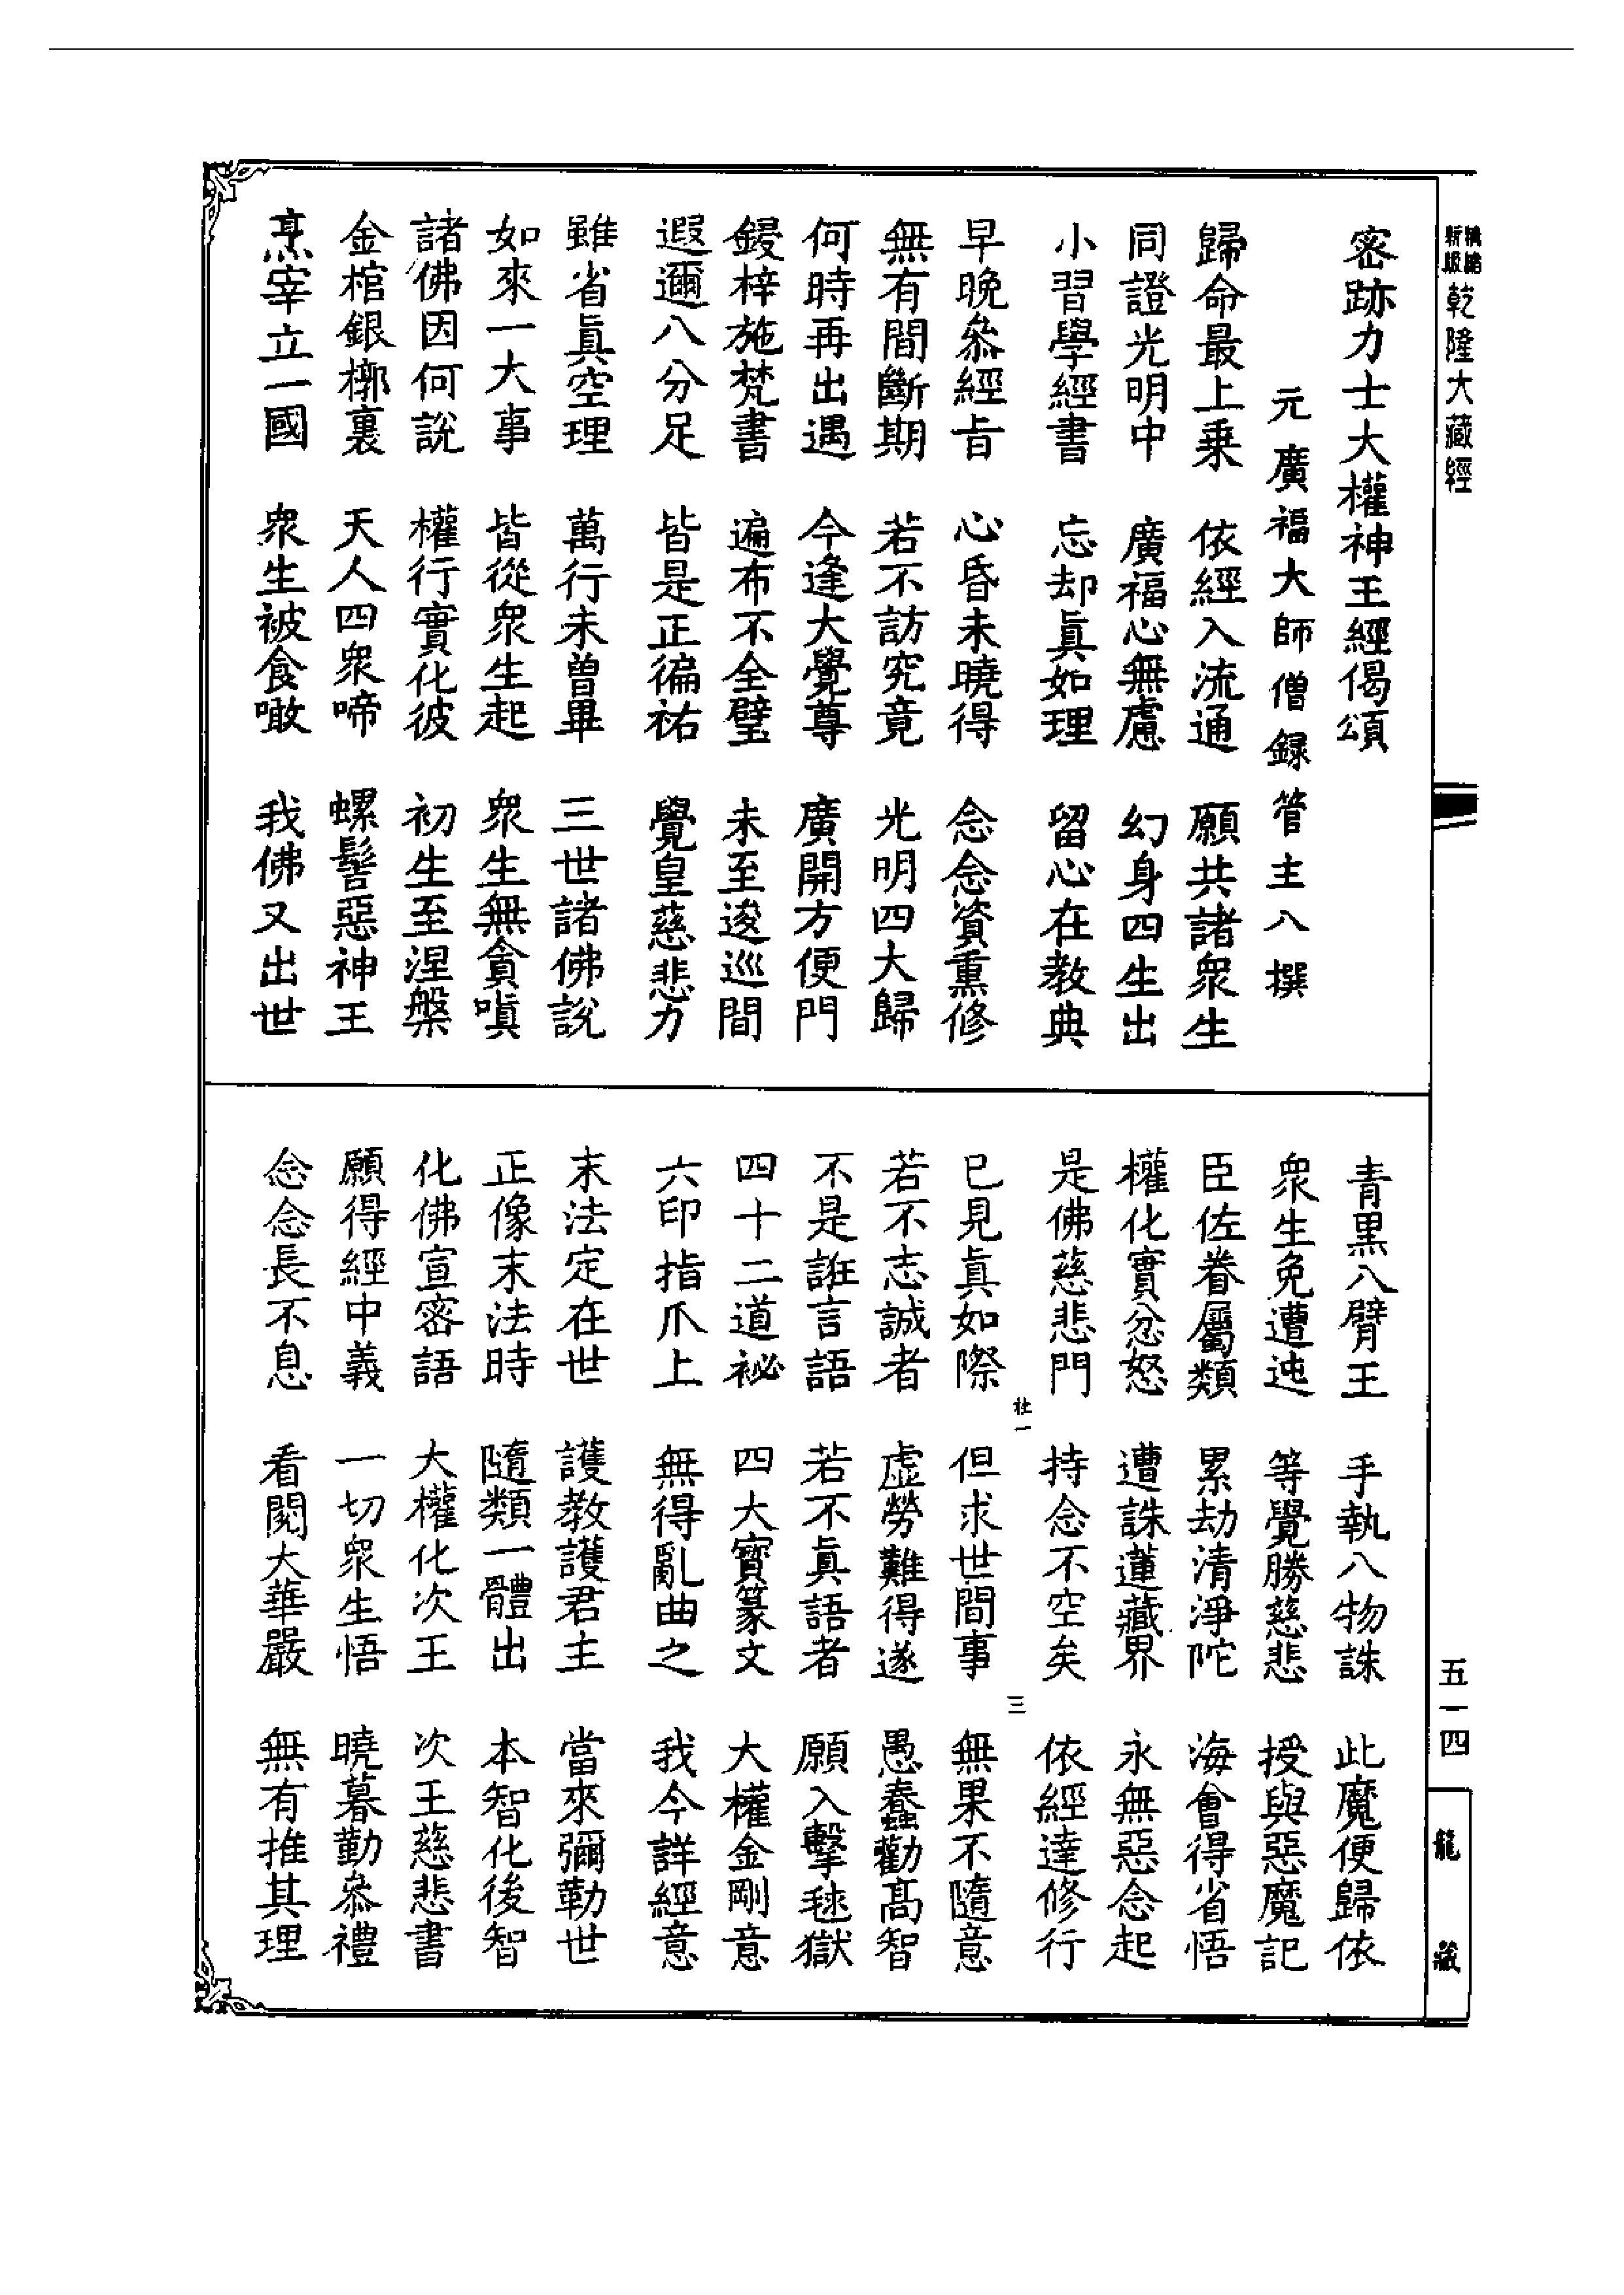 精縮新版乾隆大藏經
密跡力士大權神王經偈頌
元廣福大師僧録管主八撰
歸命最上乗　依經入流通　願共諸衆生
同證光明中　廣福心無慮　幻身四生出
小習學經書　忘却眞如理　留心在教典
早晚叅經旨　心昏未曉得　念念資熏修
無有間斷期　若不訪究竟　光明四大歸
何時再出遇　今逢大覺尊　廣開方便門
鋟梓施梵書　遍布不全璧　未至逡巡間
遐邇八分足　皆是正徧祐　覺皇慈悲力
雖省眞空理　萬行未曽畢　三世諸佛説
如來一大事　皆從衆生起　衆生無貪嗔
諸佛因何説　權行實化彼　初生至涅槃
金棺銀槨裏　天人四衆啼　螺髻惡神王
烹宰立一國　衆生被食噉　我佛又出世
青黒八臂王　手執八物誅　此魔便歸依
衆生免遭迍　等覺勝慈悲　授與惡魔記
臣佐眷屬類　累劫清淨陀　海會得省悟
權化實忿怒　遭誅蓮藏界　永無惡念起
是佛慈悲門　持念不空矣　依經達修行
杜一　三
已見眞如際　但求世間事　無果不隨意
若不志誠者　虛勞難得遂　愚蠢勸髙智
不是誑言語　若不眞語者　願入擊毬獄
四十二道祕　四大寳篆文　大權金剛意
六印指爪上　無得亂曲之　我今詳經意
末法定在世　護教護君主　當來彌勒世
正像末法時　隨類一體出　本智化後智
化佛宣密語　大權化次王　次王慈悲書
願得經中義　一切衆生悟　曉暮勤叅禮
念念長不息　看閱大華嚴　無有推其理
五一四
龍藏